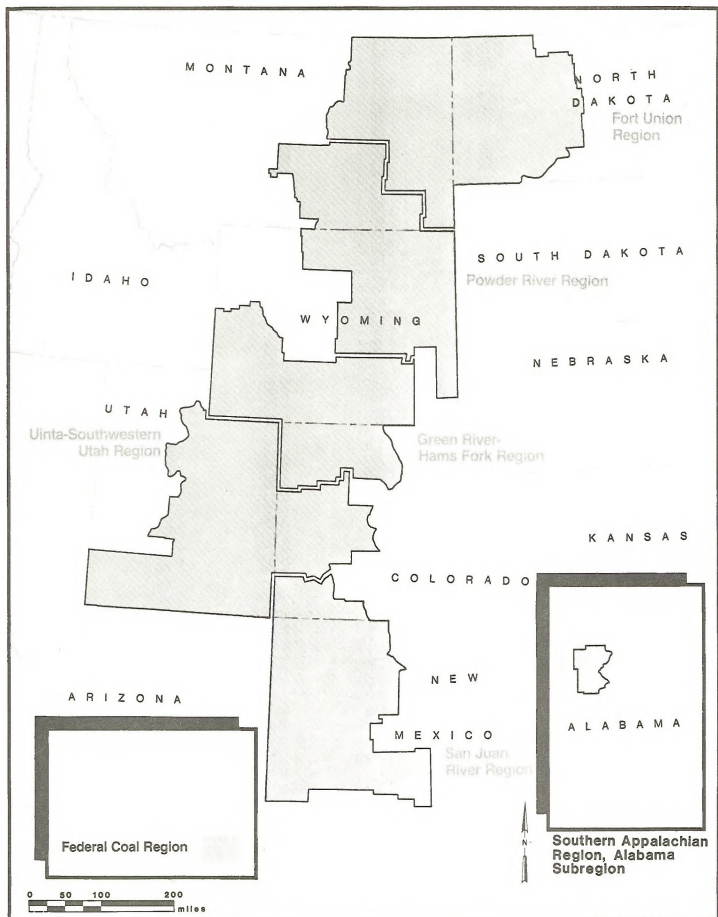 MONTANA
NORTH
DAKOTA
Fort Union
Region
SOUTH DAKOTA
Powder River Region
IDAHO
WYOMING
NEBRASKA
UTAH
Uinta-Southwestern
Utah Region
Green River-
Hams Fork Region
KANSAS
COLORADO
NEW
MEXICO
San Juan
River Region
ARIZONA
ALABAMA
Federal Coal Region
N
Southern Appalachian
Region, Alabama
Subregion
0 50 100 200
miles